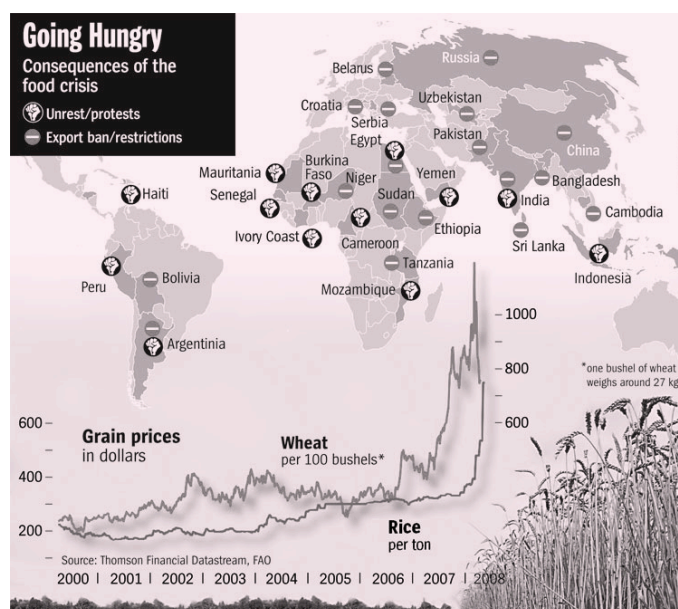 Going Hungry
Consequences of the
food crisis
Unrest/protests
Export ban/restrictions
Russia
Belarus
Croatia
Serbia
Uzbekistan
Egypt
Pakistan
China
Mauritania
Burkina
Faso
Niger
Yemen
Bangladesh
Haiti
Senegal
Sudan
India
Cambodia
Ivory Coast
Cameroon
Ethiopia
Sri Lanka
Peru
Bolivia
Tanzania
Indonesia
Mozambique
Argentinia
1000
800
600
*one bushel of wheat
weighs around 27 kg
600
400
200
Grain prices
in dollars
Wheat
per 100 bushels*
Rice
per ton
Source: Thomson Financial Datastream, FAO
2000 2001 2002 2003 2004 2005 2006 2007 2008